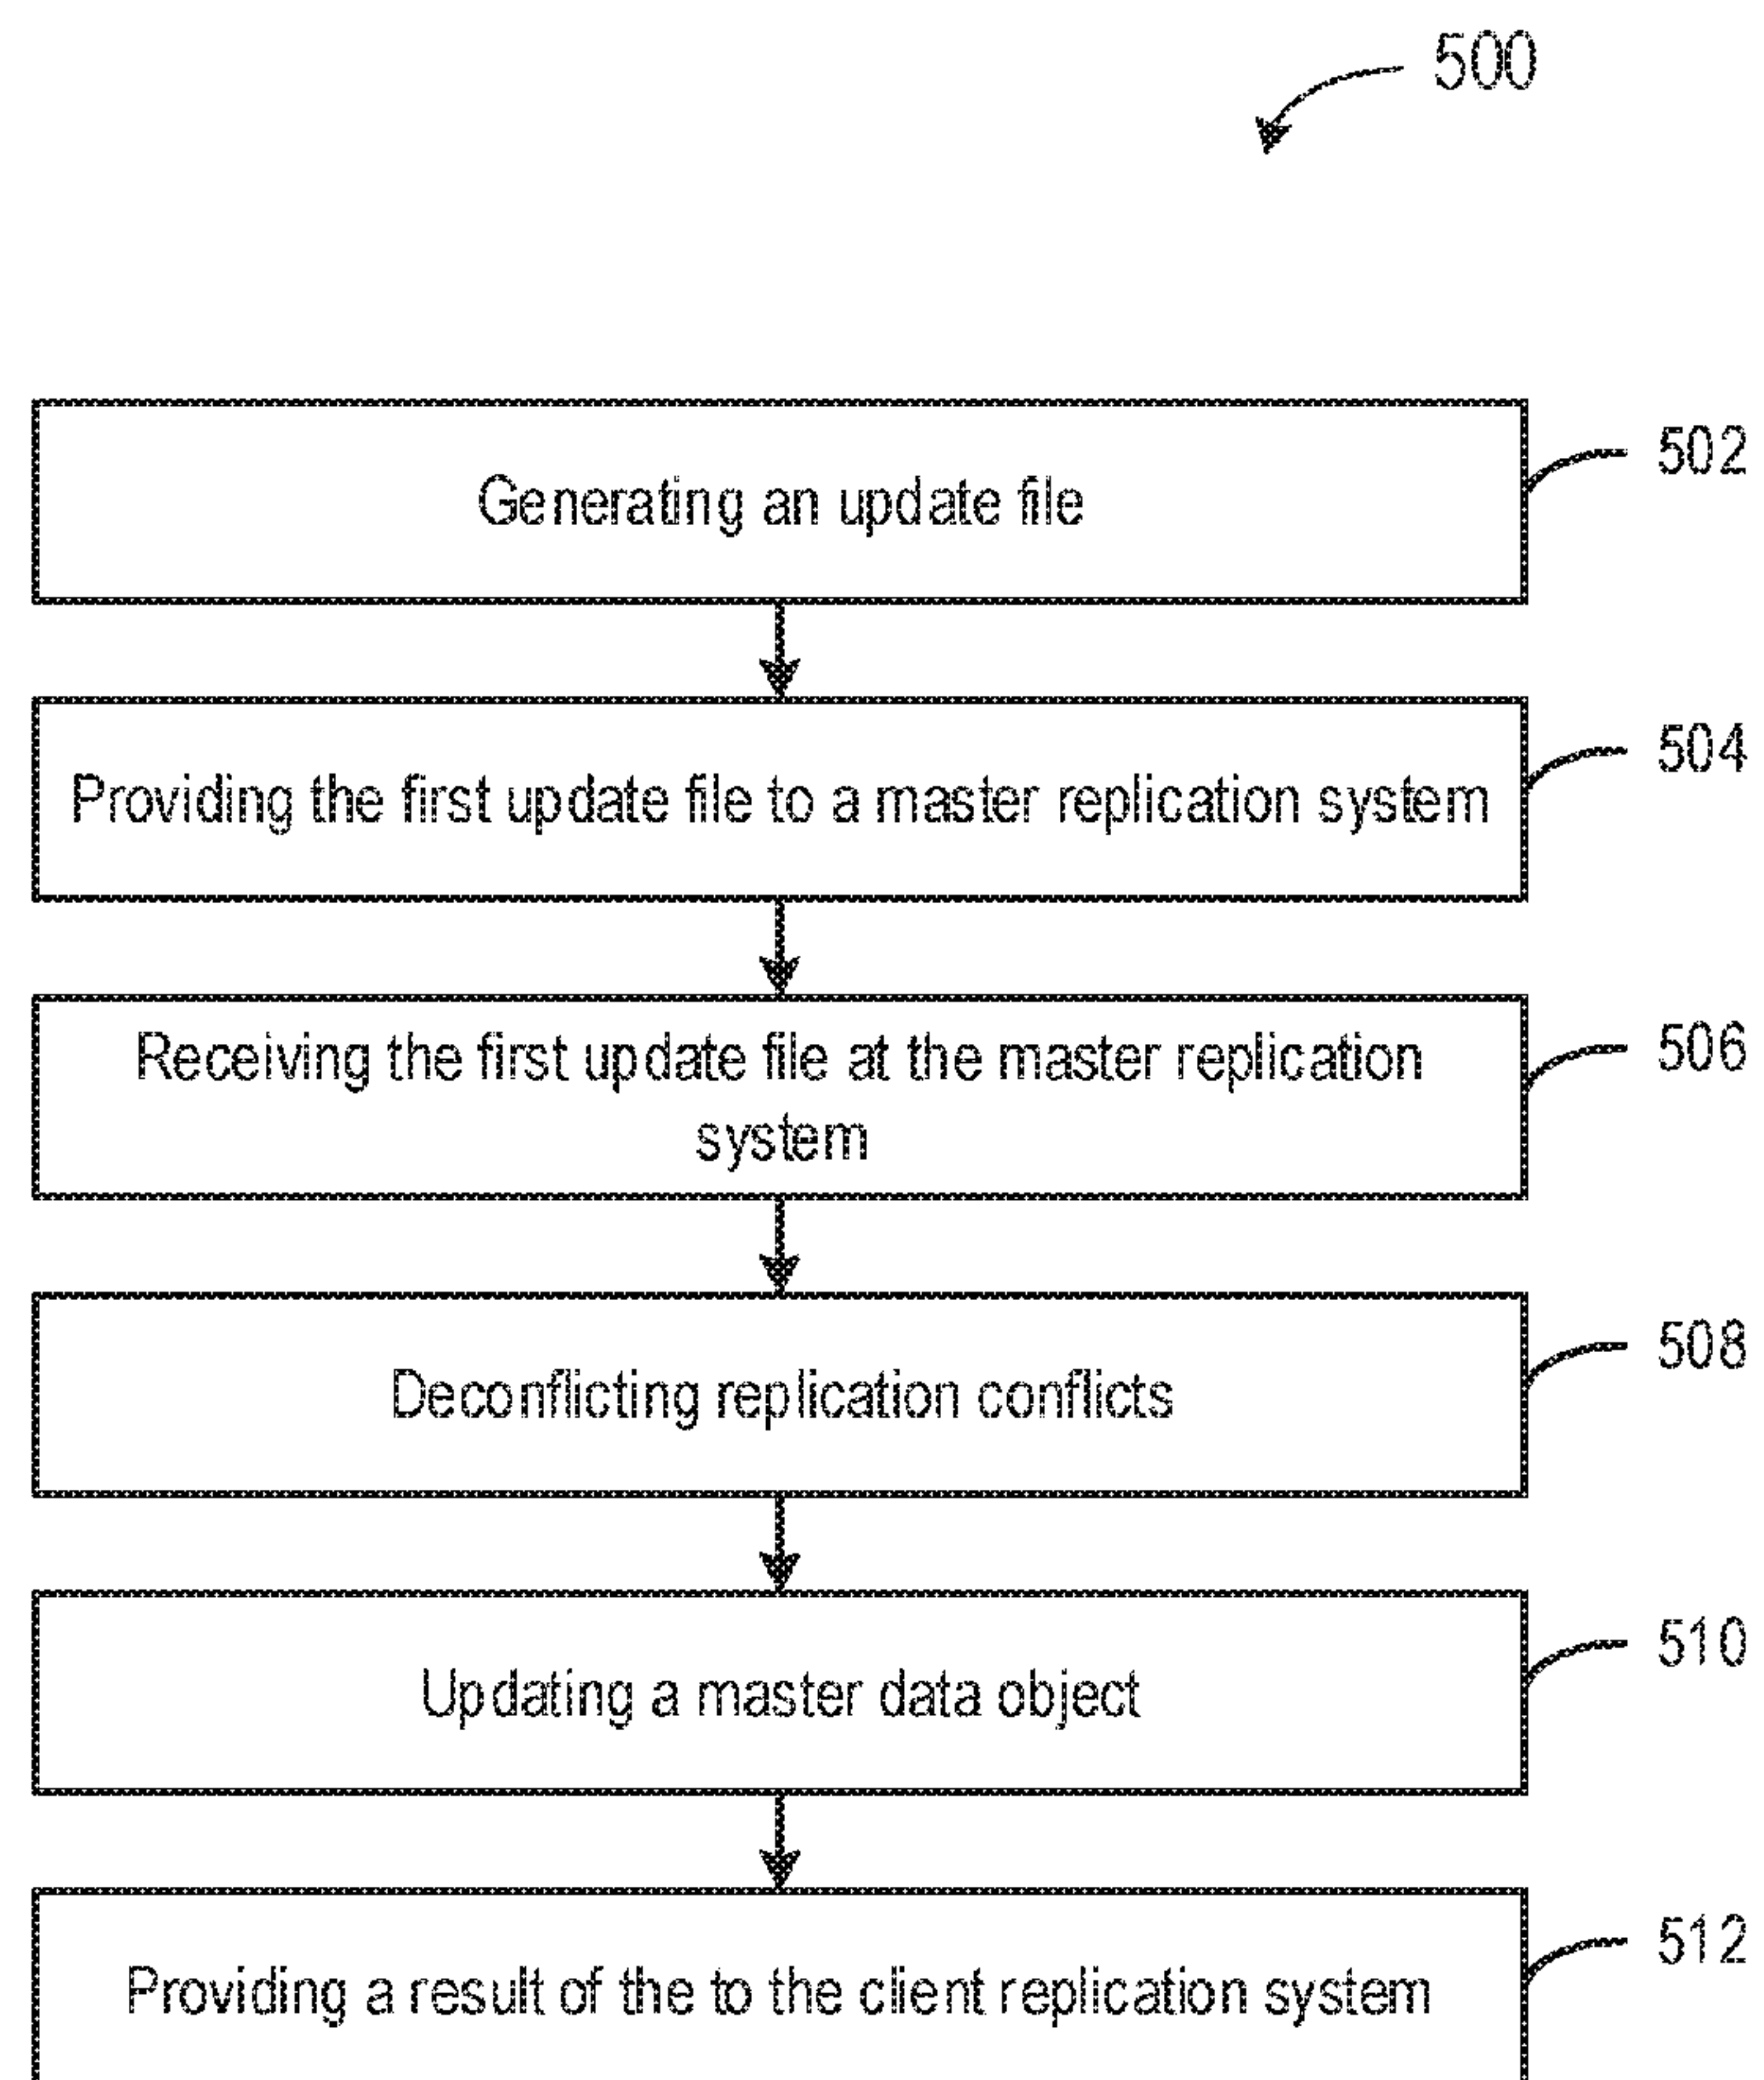 500
Generating an update file
502
Providing the first update file to a master replication system
504
Receiving the first update file at the master replication
system
506
Deconflicting replication conflicts
508
Updating a master data object
510
Providing a result of the to the client replication system
512